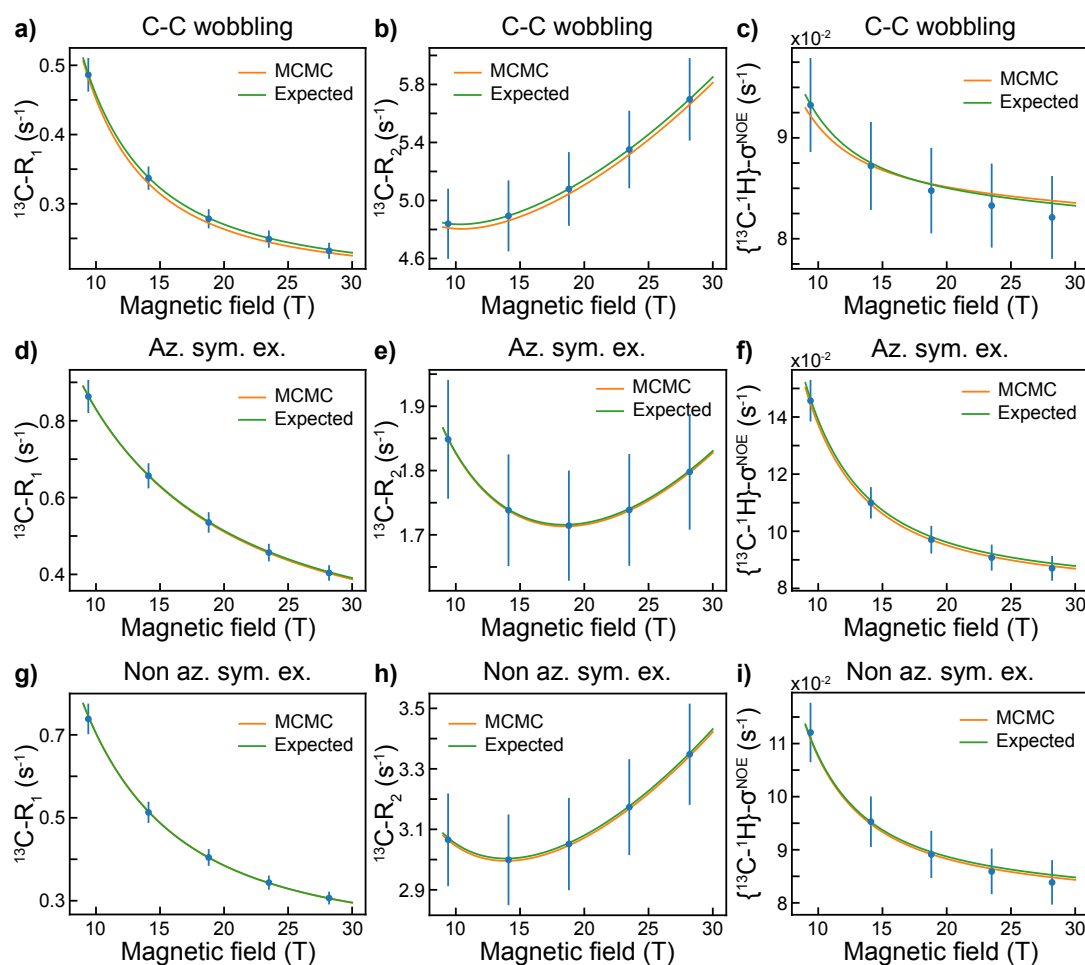 a) C-C wobbling
¹³C-R₁ (s⁻¹)
0.5
0.4
0.3
MCMC
Expected
10 15 20 25 30
Magnetic field (T)
b) C-C wobbling
¹³C-R₂ (s⁻¹)
5.8
5.4
5.0
4.6
MCMC
Expected
10 15 20 25 30
Magnetic field (T)
c) C-C wobbling
x10⁻²
{¹³C-¹H}-σᴺᴼᴱ (s⁻¹)
9
8
MCMC
Expected
10 15 20 25 30
Magnetic field (T)
d) Az. sym. ex.
¹³C-R₁ (s⁻¹)
0.8
0.6
0.4
MCMC
Expected
10 15 20 25 30
Magnetic field (T)
e) Az. sym. ex.
¹³C-R₂ (s⁻¹)
1.9
1.8
1.7
MCMC
Expected
10 15 20 25 30
Magnetic field (T)
f) Az. sym. ex.
x10⁻²
{¹³C-¹H}-σᴺᴼᴱ (s⁻¹)
14
12
10
8
MCMC
Expected
10 15 20 25 30
Magnetic field (T)
g) Non az. sym. ex.
¹³C-R₁ (s⁻¹)
0.7
0.5
0.3
MCMC
Expected
10 15 20 25 30
Magnetic field (T)
h) Non az. sym. ex.
¹³C-R₂ (s⁻¹)
3.5
3.3
3.1
2.9
MCMC
Expected
10 15 20 25 30
Magnetic field (T)
i) Non az. sym. ex.
x10⁻²
{¹³C-¹H}-σᴺᴼᴱ (s⁻¹)
11
10
9
8
MCMC
Expected
10 15 20 25 30
Magnetic field (T)